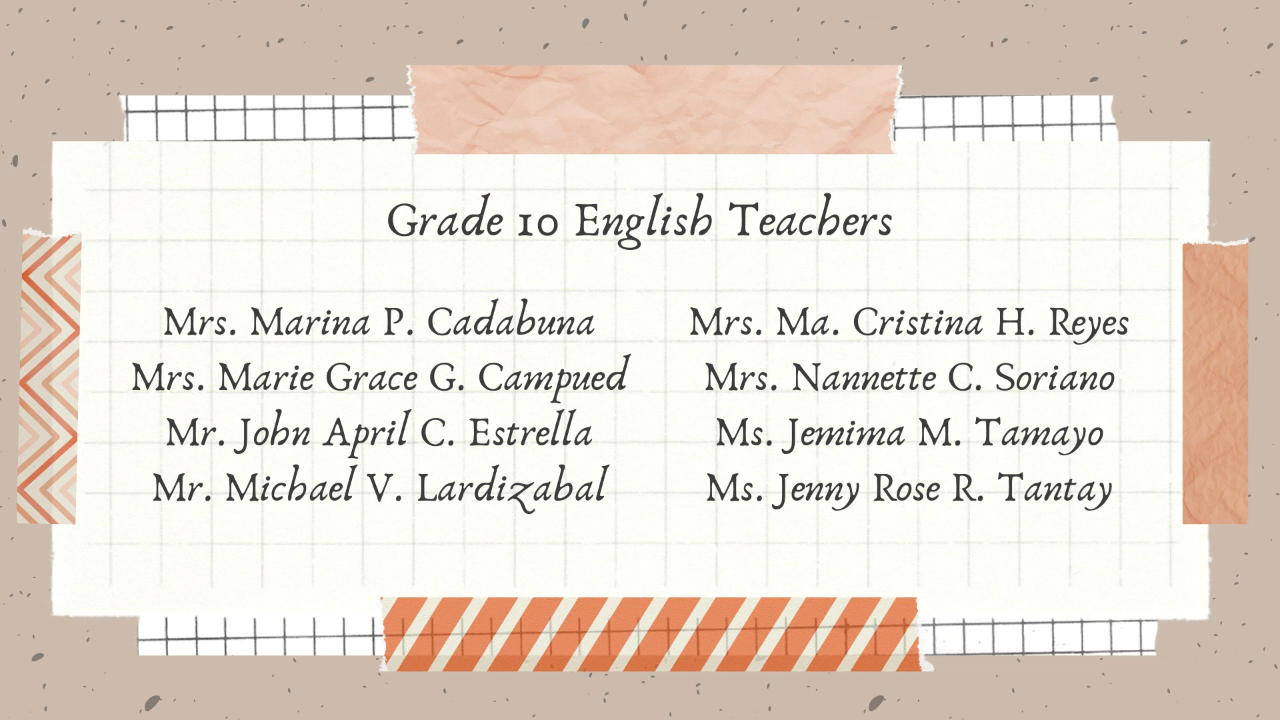 Grade 10 English Teachers
Mrs. Marina P. Cadabuna
Mrs. Marie Grace G. Campued
Mr. John April C. Estrella
Mr. Michael V. Lardizabal
Mrs. Ma. Cristina H. Reyes
Mrs. Nannette C. Soriano
Ms. Jemima M. Tamayo
Ms. Jenny Rose R. Tantay